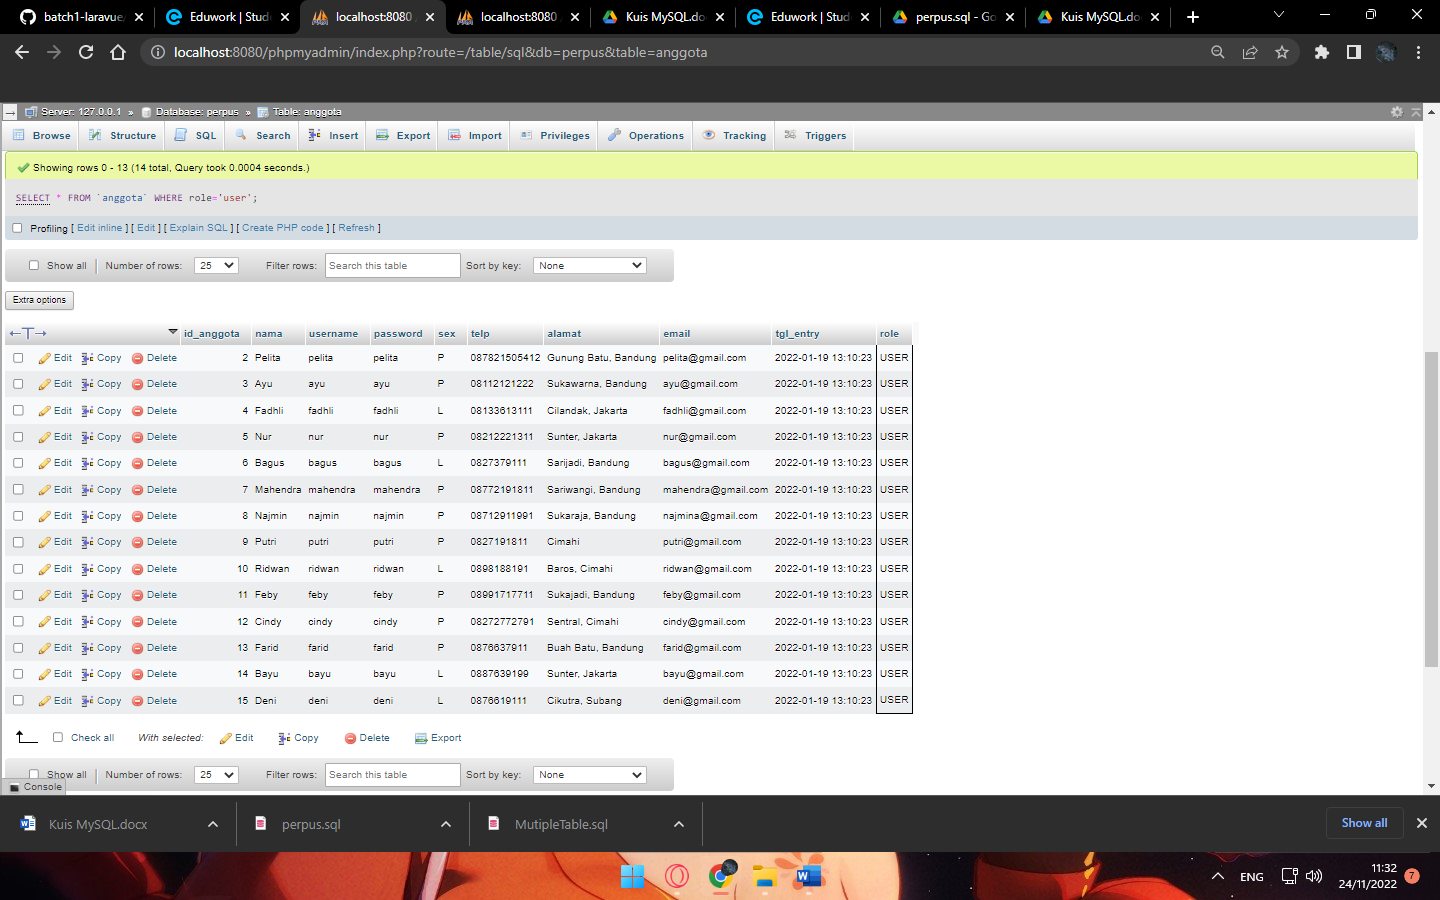 batch1-laravue
Eduwork | Stud
localhost:8080
localhost:8080
Kuis MySQL.do
Eduwork | Stud
perpus.sql - Go
Kuis MySQL.do
localhost:8080/phpmyadmin/index.php?route=/table/sql&db=perpus&table=anggota
Server: 127.0.0.1 » Database: perpus » Table: anggota
Browse Structure SQL Search Insert Export Import Privileges Operations Tracking Triggers
Showing rows 0 - 13 (14 total, Query took 0.0004 seconds.)
SELECT * FROM `anggota` WHERE role='user';
Profiling [ Edit inline ] [ Edit ] [ Explain SQL ] [ Create PHP code ] [ Refresh ]
Show all Number of rows: 25 Filter rows: Search this table Sort by key: None
Extra options
←T→ id_anggota nama username password sex telp alamat email tgl_entry role
Edit Copy Delete 2 Pelita pelita pelita P 087821505412 Gunung Batu, Bandung pelita@gmail.com 2022-01-19 13:10:23 USER
Edit Copy Delete 3 Ayu ayu ayu P 08112121222 Sukawarna, Bandung ayu@gmail.com 2022-01-19 13:10:23 USER
Edit Copy Delete 4 Fadhli fadhli fadhli L 08133613111 Cilandak, Jakarta fadhli@gmail.com 2022-01-19 13:10:23 USER
Edit Copy Delete 5 Nur nur nur P 08212221311 Sunter, Jakarta nur@gmail.com 2022-01-19 13:10:23 USER
Edit Copy Delete 6 Bagus bagus bagus L 0827379111 Sarijadi, Bandung bagus@gmail.com 2022-01-19 13:10:23 USER
Edit Copy Delete 7 Mahendra mahendra mahendra P 08772191811 Sariwangi, Bandung mahendra@gmail.com 2022-01-19 13:10:23 USER
Edit Copy Delete 8 Najmin najmin najmin P 08712911991 Sukaraja, Bandung najmina@gmail.com 2022-01-19 13:10:23 USER
Edit Copy Delete 9 Putri putri putri P 0827191811 Cimahi putri@gmail.com 2022-01-19 13:10:23 USER
Edit Copy Delete 10 Ridwan ridwan ridwan L 0898188191 Baros, Cimahi ridwan@gmail.com 2022-01-19 13:10:23 USER
Edit Copy Delete 11 Feby feby feby P 08991717711 Sukajadi, Bandung feby@gmail.com 2022-01-19 13:10:23 USER
Edit Copy Delete 12 Cindy cindy cindy P 08272772791 Sentral, Cimahi cindy@gmail.com 2022-01-19 13:10:23 USER
Edit Copy Delete 13 Farid farid farid P 0876637911 Buah Batu, Bandung farid@gmail.com 2022-01-19 13:10:23 USER
Edit Copy Delete 14 Bayu bayu bayu L 0887639199 Sunter, Jakarta bayu@gmail.com 2022-01-19 13:10:23 USER
Edit Copy Delete 15 Deni deni deni L 0876619111 Cikutra, Subang deni@gmail.com 2022-01-19 13:10:23 USER
Check all With selected: Edit Copy Delete Export
Show all Number of rows: 25 Filter rows: Search this table Sort by key: None
Console
Kuis MySQL.docx perpus.sql MutipleTable.sql Show all
ENG 11:32
24/11/2022 7